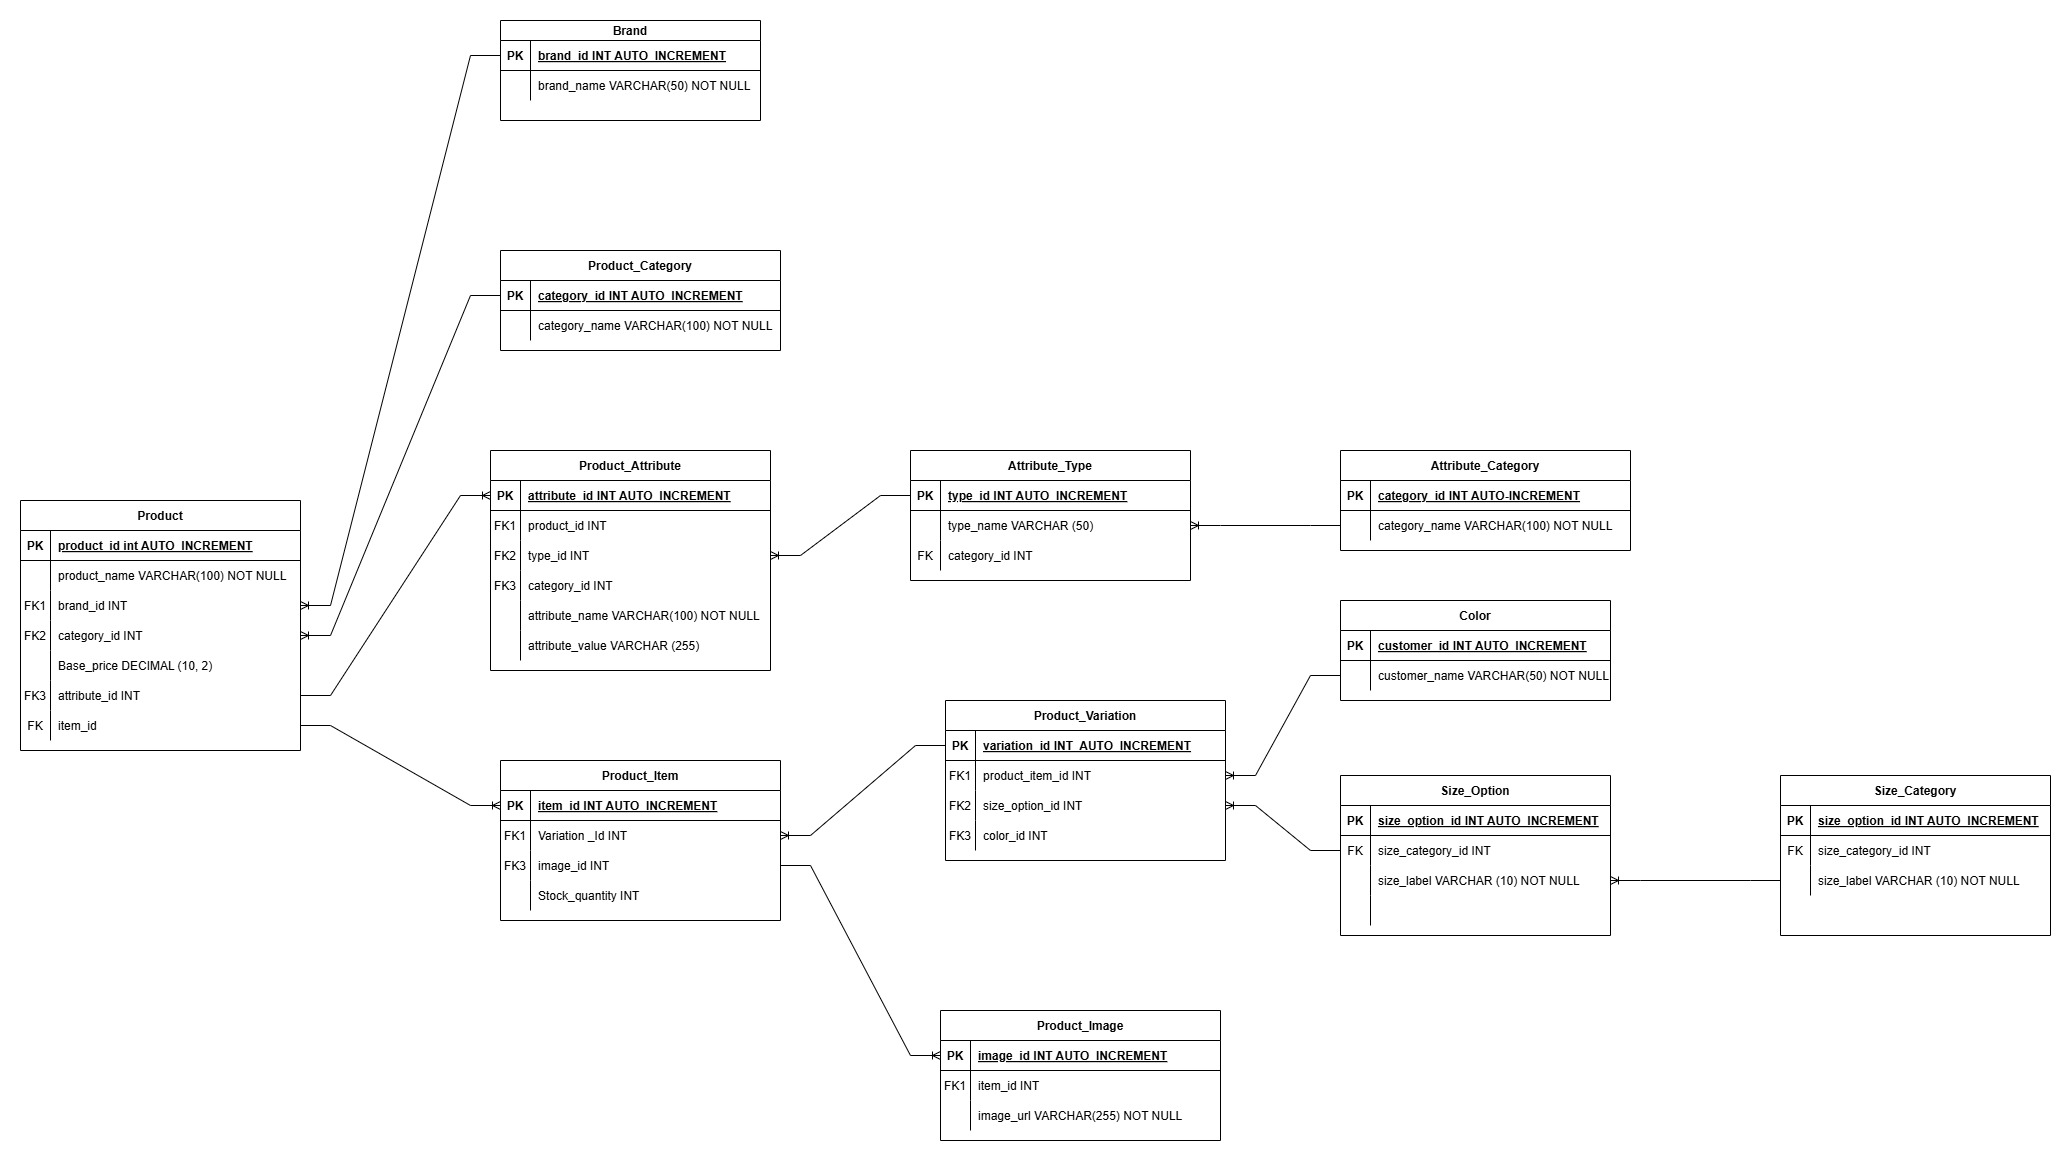 Brand
PK brand_id INT AUTO_INCREMENT
brand_name VARCHAR(50) NOT NULL
Product_Category
PK category_id INT AUTO_INCREMENT
category_name VARCHAR(100) NOT NULL
Product
PK product_id int AUTO_INCREMENT
product_name VARCHAR(100) NOT NULL
FK1 brand_id INT
FK2 category_id INT
Base_price DECIMAL (10, 2)
FK3 attribute_id INT
FK item_id
Product_Attribute
PK attribute_id INT AUTO_INCREMENT
FK1 product_id INT
FK2 type_id INT
FK3 category_id INT
attribute_name VARCHAR(100) NOT NULL
attribute_value VARCHAR (255)
Attribute_Type
PK type_id INT AUTO_INCREMENT
type_name VARCHAR (50)
FK category_id INT
Attribute_Category
PK category_id INT AUTO-INCREMENT
category_name VARCHAR(100) NOT NULL
Color
PK customer_id INT AUTO_INCREMENT
customer_name VARCHAR(50) NOT NULL
Product_Variation
PK variation_id INT AUTO_INCREMENT
FK1 product_item_id INT
FK2 size_option_id INT
FK3 color_id INT
Product_Item
PK item_id INT AUTO_INCREMENT
FK1 Variation _Id INT
FK3 image_id INT
Stock_quantity INT
Size_Option
PK size_option_id INT AUTO_INCREMENT
FK size_category_id INT
size_label VARCHAR (10) NOT NULL
Size_Category
PK size_option_id INT AUTO_INCREMENT
FK size_category_id INT
size_label VARCHAR (10) NOT NULL
Product_Image
PK image_id INT AUTO_INCREMENT
FK1 item_id INT
image_url VARCHAR(255) NOT NULL